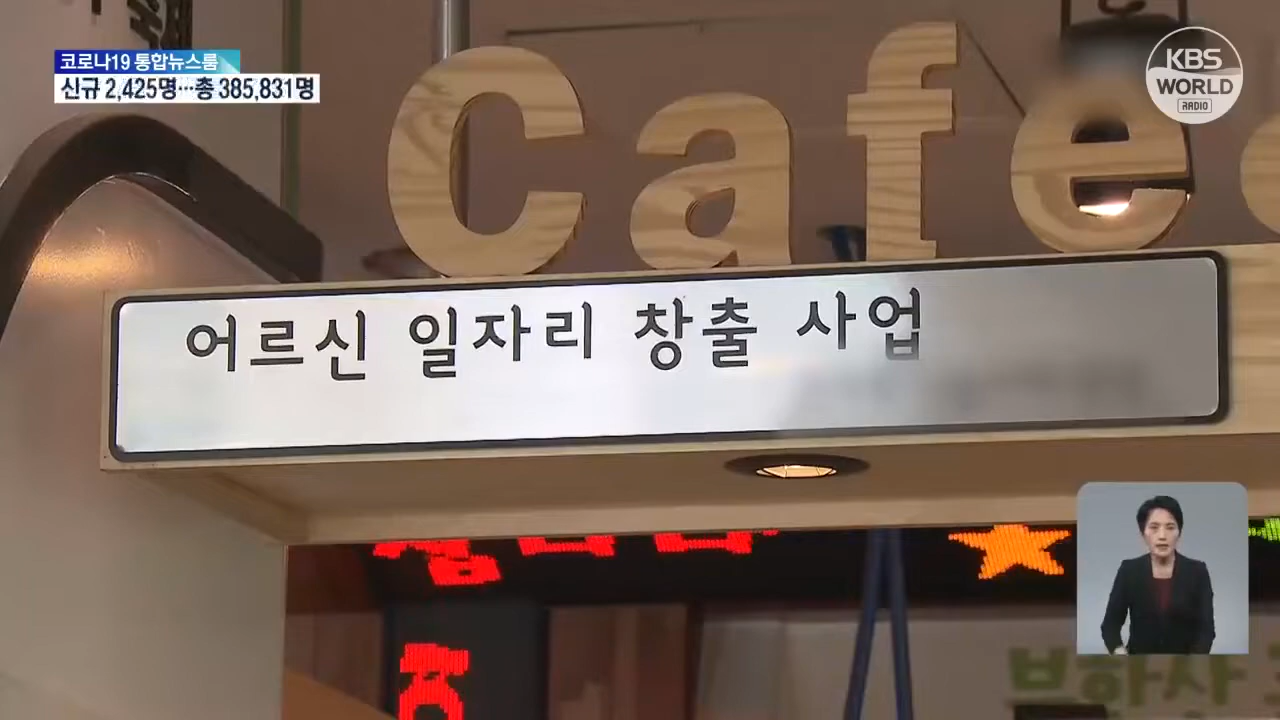 코로나19 통합뉴스룸
신규 2,425명…총 385,831명
KBS
WORLD
RADIO
Cafe
어르신 일자리 창출 사업